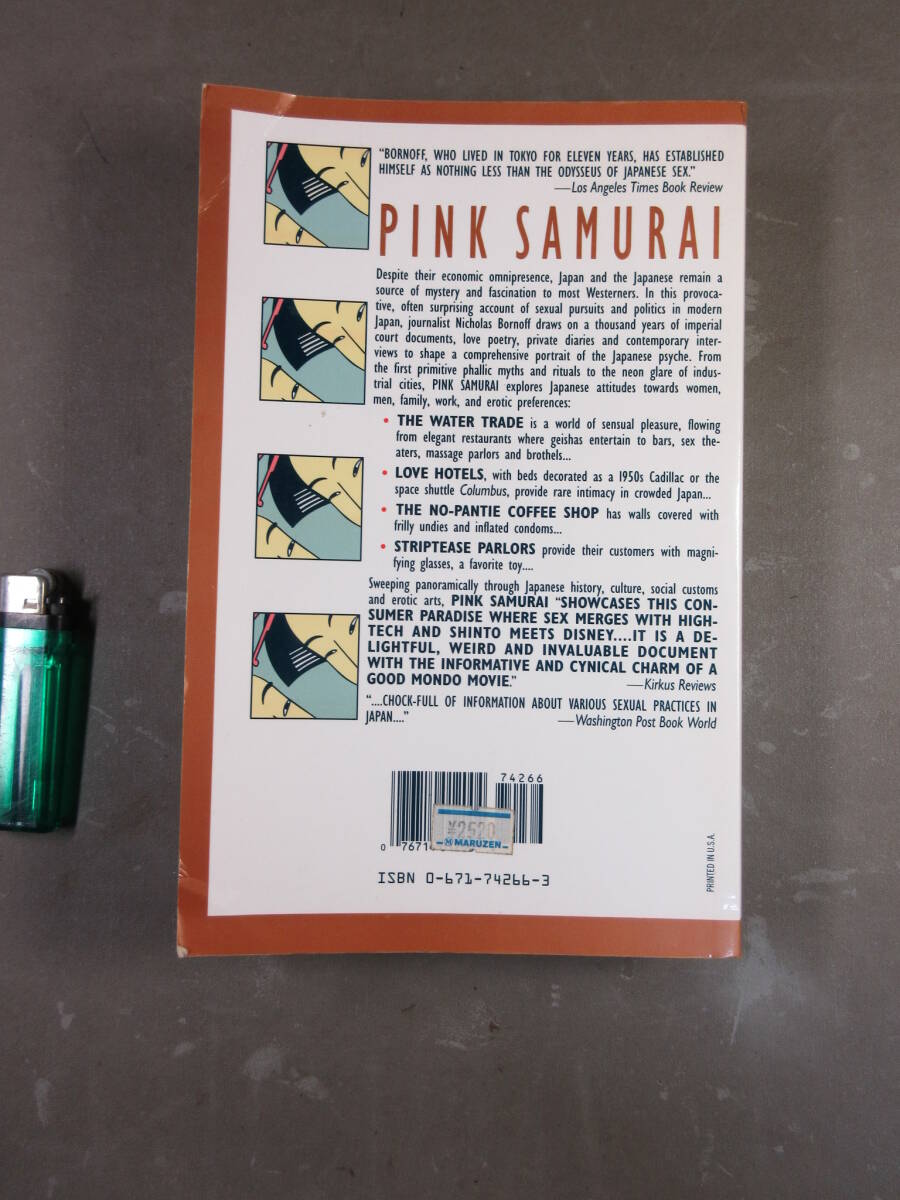 “BORNOFF, WHO LIVED IN TOKYO FOR ELEVEN YEARS, HAS ESTABLISHED
HIMSELF AS NOTHING LESS THAN THE ODYSSEUS OF JAPANESE SEX.”
—Los Angeles Times Book Review
PINK SAMURAI
Despite their economic omnipresence, Japan and the Japanese remain a
source of mystery and fascination to most Westerners. In this provoca-
tive, often surprising account of sexual pursuits and politics in modern
Japan, journalist Nicholas Bornoff draws on a thousand years of imperial
court documents, love poetry, private diaries and contemporary inter-
views to shape a comprehensive portrait of the Japanese psyche. From
the first primitive phallic myths and rituals to the neon glare of indus-
trial cities, PINK SAMURAI explores Japanese attitudes towards women,
men, family, work, and erotic preferences:
• THE WATER TRADE is a world of sensual pleasure, flowing
from elegant restaurants where geishas entertain to bars, sex the-
aters, massage parlors and brothels...
• LOVE HOTELS, with beds decorated as a 1950s Cadillac or the
space shuttle Columbus, provide rare intimacy in crowded Japan...
• THE NO-PANTIE COFFEE SHOP has walls covered with
frilly undies and inflated condoms...
• STRIPTEASE PARLORS provide their customers with magni-
fying glasses, a favorite toy....
Sweeping panoramically through Japanese history, culture, social customs
and erotic arts, PINK SAMURAI “SHOWCASES THIS CON-
SUMER PARADISE WHERE SEX MERGES WITH HIGH-
TECH AND SHINTO MEETS DISNEY....IT IS A DE-
LIGHTFUL, WEIRD AND INVALUABLE DOCUMENT
WITH THE INFORMATIVE AND CYNICAL CHARM OF A
GOOD MONDO MOVIE.”
—Kirkus Reviews
“....CHOCK-FULL OF INFORMATION ABOUT VARIOUS SEXUAL PRACTICES IN
JAPAN....”
—Washington Post Book World
74266
¥2520
MARUZEN
0 7671
ISBN 0-671-74266-3
PRINTED IN U.S.A.